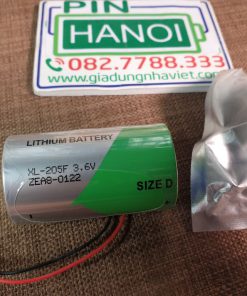 PIN
HANOI
082.7788.333
www.giadungnhaviet.com
LITHIUM BATTERY
XL-205F 3.6V
ZEA8-0122
SIZE D